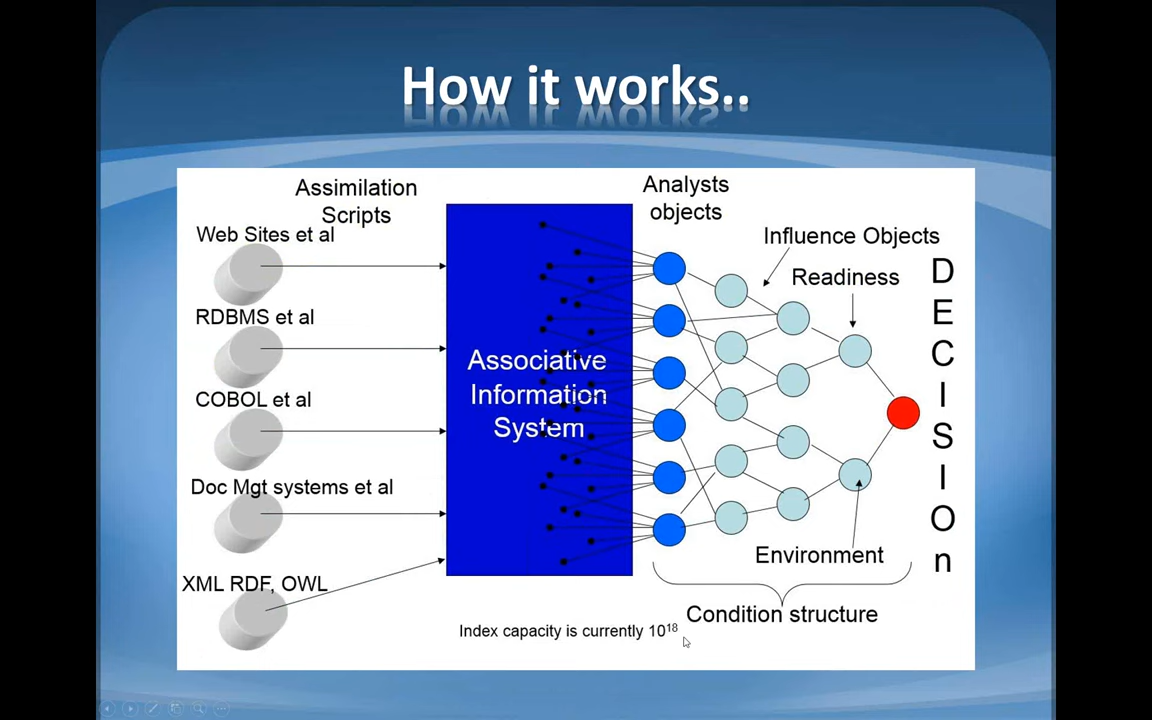 How it works..
Assimilation
Scripts
Analysts
objects
Web Sites et al
Influence Objects
Readiness
RDBMS et al
Associative
Information
System
COBOL et al
Doc Mgt systems et al
XML RDF, OWL
Environment
Condition structure
Index capacity is currently 10¹⁸
D
E
C
I
S
I
O
n